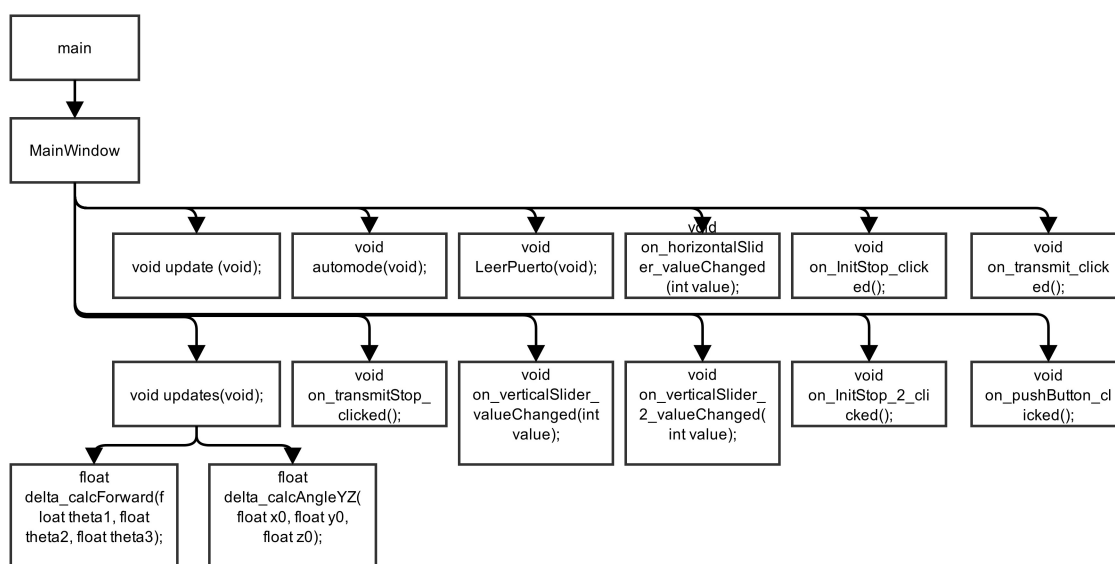 main
MainWindow
void update (void);
void
automode(void);
void
LeerPuerto(void);
void
on_horizontalSlid
er_valueChanged
(int value);
void
on_InitStop_click
ed();
void
on_transmit_click
ed();
void updates(void);
void
on_transmitStop_
clicked();
void
on_verticalSlider_
valueChanged(int
value);
void
on_verticalSlider_
2_valueChanged(
int value);
void
on_InitStop_2_cli
cked();
void
on_pushButton_cl
icked();
float
delta_calcForward(f
loat theta1, float
theta2, float theta3);
float
delta_calcAngleYZ(
float x0, float y0,
float z0);